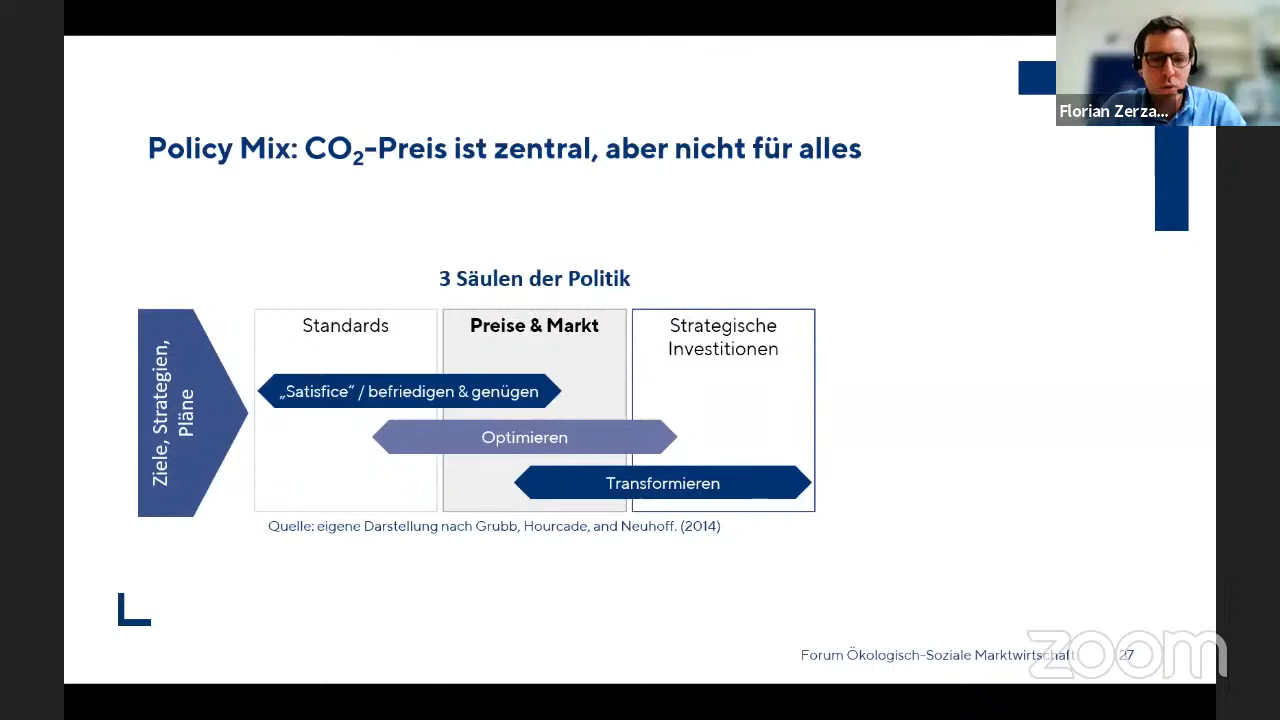 Florian Zerza...
Policy Mix: CO₂-Preis ist zentral, aber nicht für alles
3 Säulen der Politik
Ziele, Strategien,
Pläne
Standards
Preise & Markt
Strategische
Investitionen
„Satisfice“ / befriedigen & genügen
Optimieren
Transformieren
Quelle: eigene Darstellung nach Grubb, Hourcade, and Neuhoff. (2014)
Forum Ökologisch-Soziale Marktwirtschaft
27
zoom